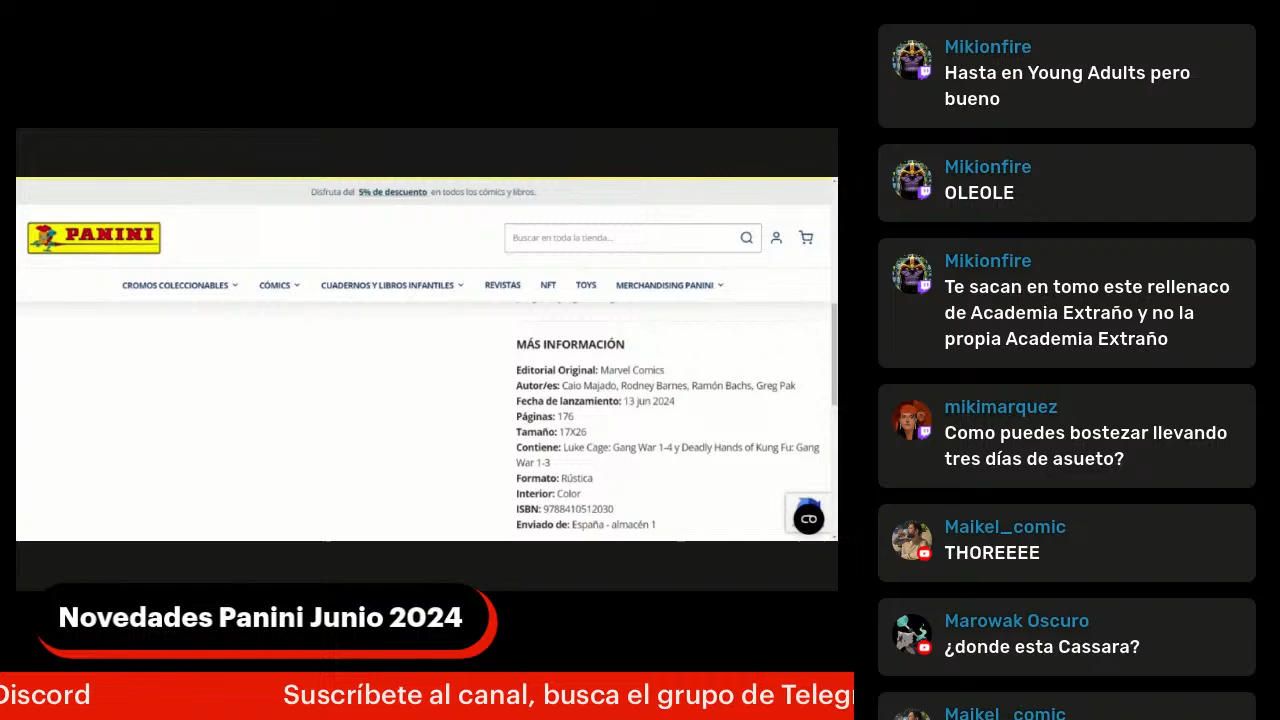 Disfruta del 5% de descuento en todos los cómics y libros.
PANINI
Buscar en toda la tienda...
CROMOS COLECCIONABLES
CÓMICS
CUADERNOS Y LIBROS INFANTILES
REVISTAS
NFT
TOYS
MERCHANDISING PANINI
MÁS INFORMACIÓN
Editorial Original: Marvel Comics
Autor/es: Caio Majado, Rodney Barnes, Ramón Bachs, Greg Pak
Fecha de lanzamiento: 13 jun 2024
Páginas: 176
Tamaño: 17X26
Contiene: Luke Cage: Gang War 1-4 y Deadly Hands of Kung Fu: Gang
War 1-3
Formato: Rústica
Interior: Color
ISBN: 9788410512030
Enviado de: España - almacén 1
Novedades Panini Junio 2024
Discord
Suscríbete al canal, busca el grupo de Telegr
Mikionfire
Hasta en Young Adults pero
bueno
Mikionfire
OLEOLE
Mikionfire
Te sacan en tomo este rellenaco
de Academia Extraño y no la
propia Academia Extraño
mikimarquez
Como puedes bostezar llevando
tres días de asueto?
Maikel_comic
THOREEEE
Marowak Oscuro
¿donde esta Cassara?
Maikel_comic